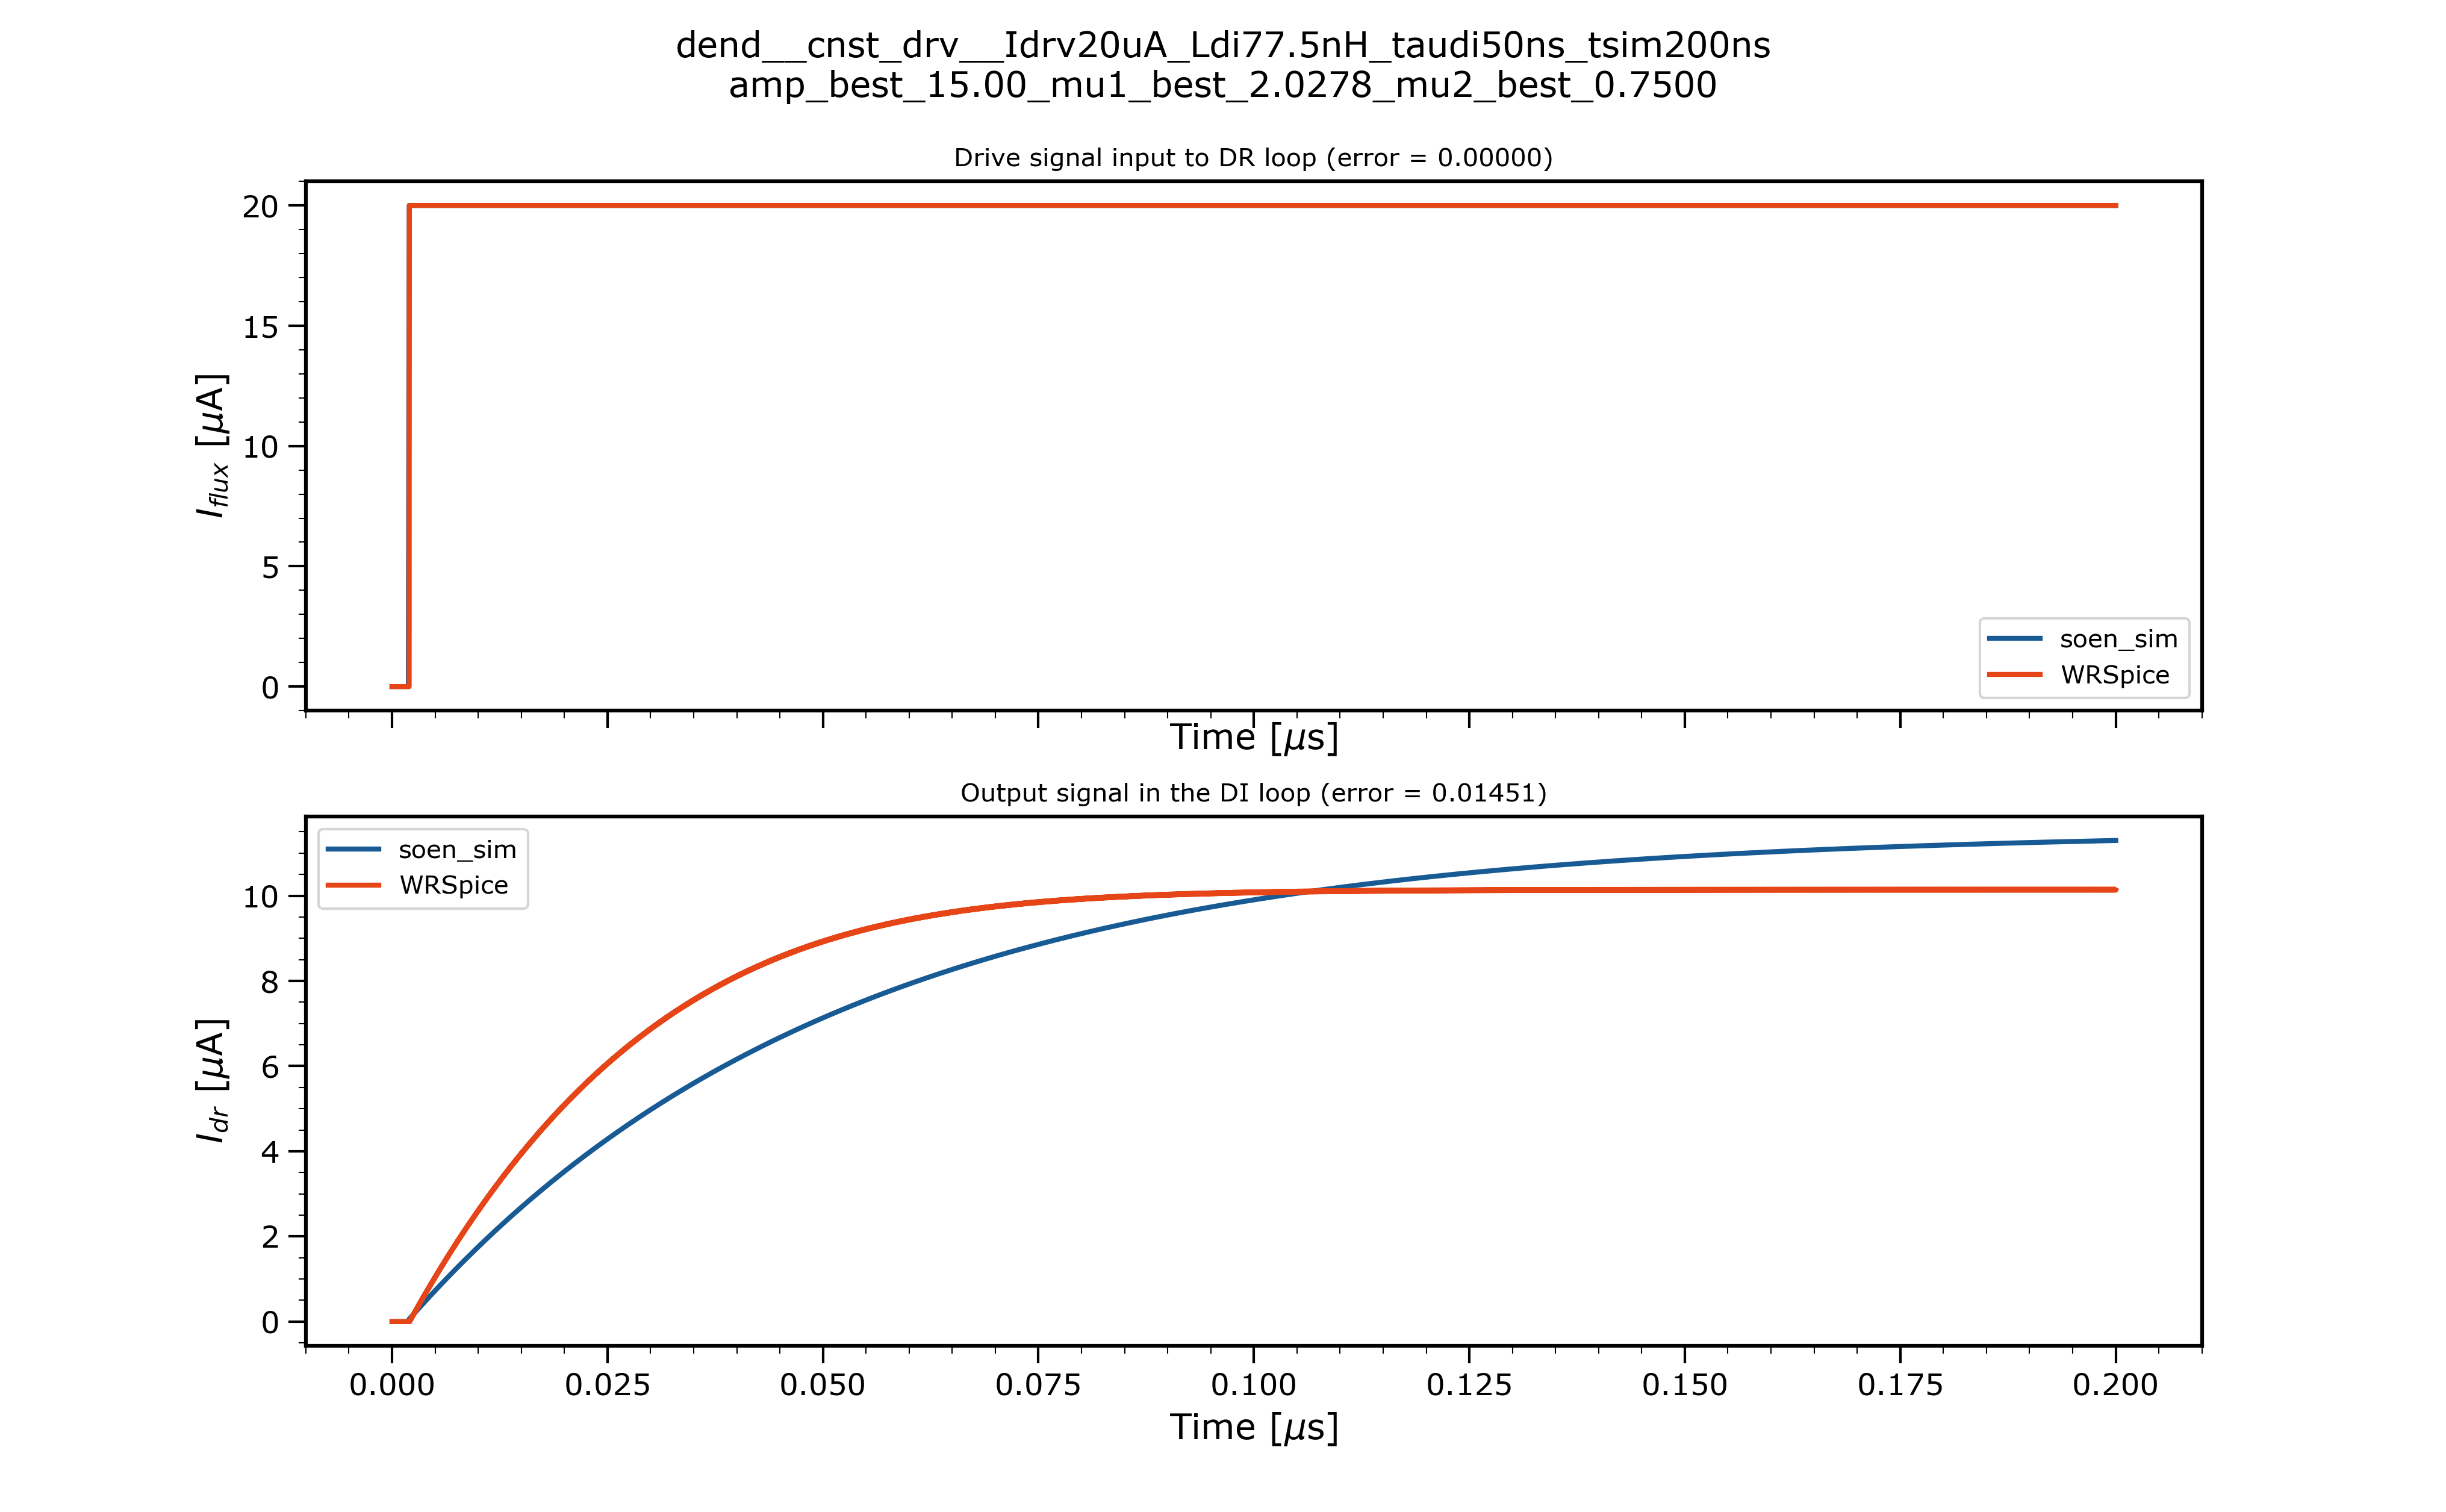 dend__cnst_drv__Idrv20uA_Ldi77.5nH_taudi50ns_tsim200ns
amp_best_15.00_mu1_best_2.0278_mu2_best_0.7500
Drive signal input to DR loop (error = 0.00000)
I_flux [μA]
20
15
10
5
0
soen_sim
WRSpice
Time [μs]
Output signal in the DI loop (error = 0.01451)
soen_sim
WRSpice
I_dr [μA]
10
8
6
4
2
0
0.000 0.025 0.050 0.075 0.100 0.125 0.150 0.175 0.200
Time [μs]